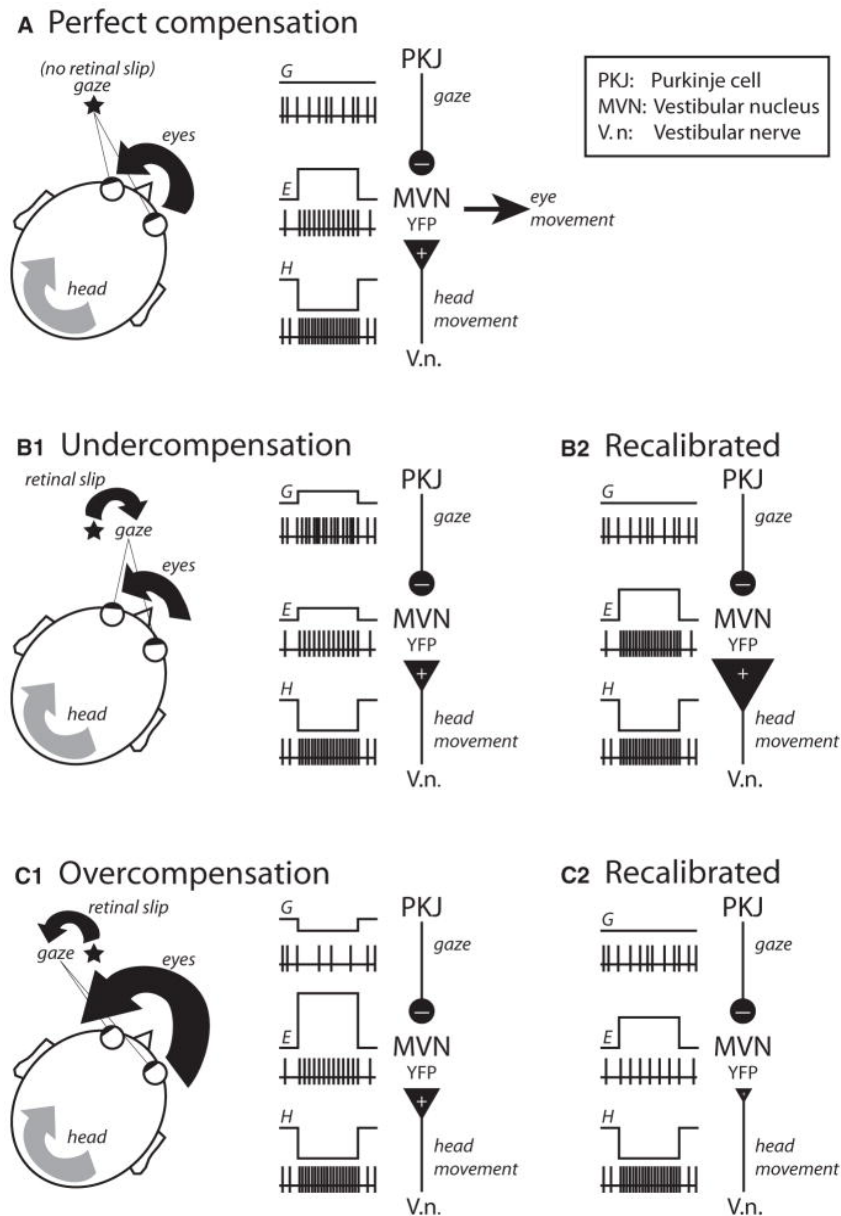 A Perfect compensation
(no retinal slip)
gaze
eyes
head
G
E
H
PKJ
gaze
–
MVN
YFP
eye
movement
+
head
movement
V.n.
PKJ: Purkinje cell
MVN: Vestibular nucleus
V. n: Vestibular nerve
B1 Undercompensation
retinal slip
gaze
eyes
head
G
E
H
PKJ
gaze
–
MVN
YFP
+
head
movement
V.n.
B2 Recalibrated
G
E
H
PKJ
gaze
–
MVN
YFP
+
head
movement
V.n.
C1 Overcompensation
retinal slip
gaze
eyes
head
G
E
H
PKJ
gaze
–
MVN
YFP
+
head
movement
V.n.
C2 Recalibrated
G
E
H
PKJ
gaze
–
MVN
YFP
+
head
movement
V.n.